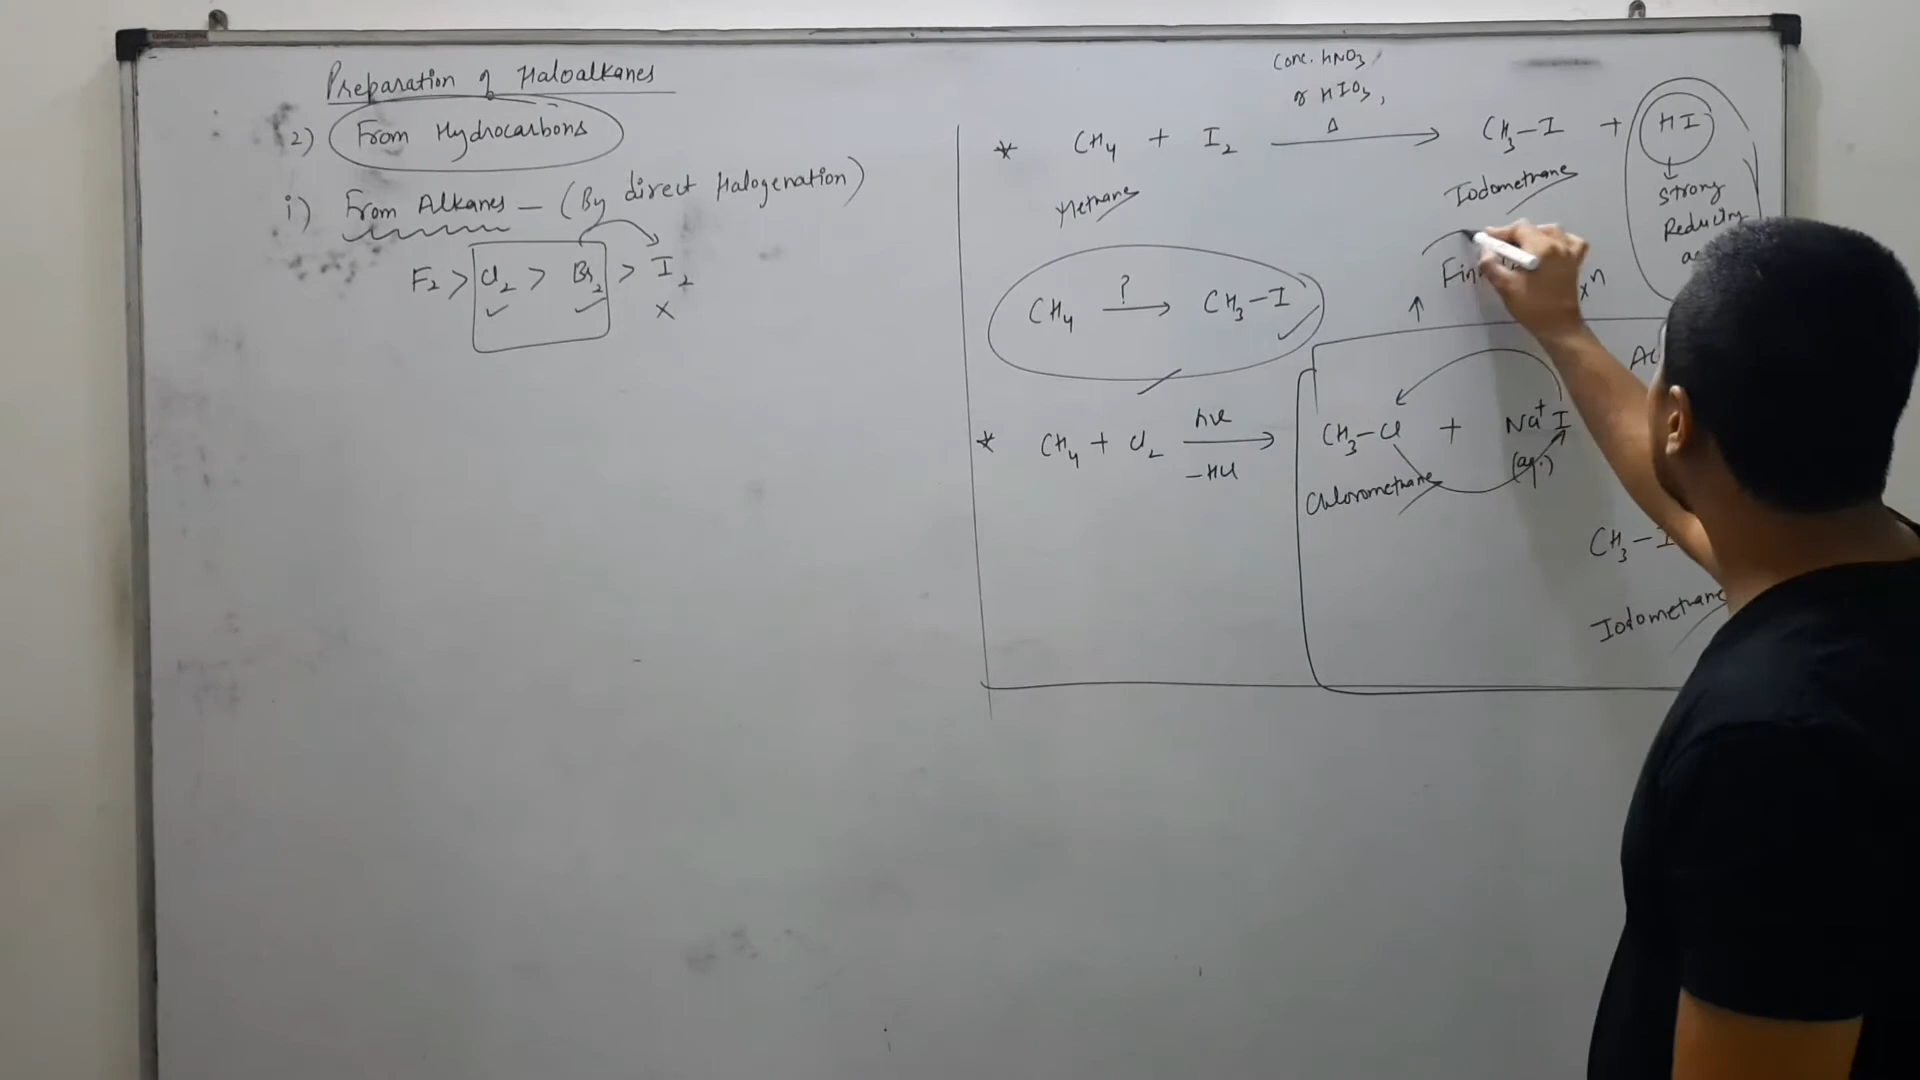 Preparation of Haloalkanes
2) From Hydrocarbons
i) From Alkanes – (By direct Halogenation)
F₂ > Cl₂ > Br₂ > I₂
✓ ✓ x
Conc. HNO₃
or HIO₃,
* CH₄ + I₂ —Δ→ CH₃–I + HI
Methane Iodomethane
Strong
Reducing
CH₄ —?→ CH₃–I ✓
* CH₄ + Cl₂ —hν→ CH₃–Cl + Na⁺I
–HCl
(aq.)
Chloromethane
CH₃–I
Iodomethane